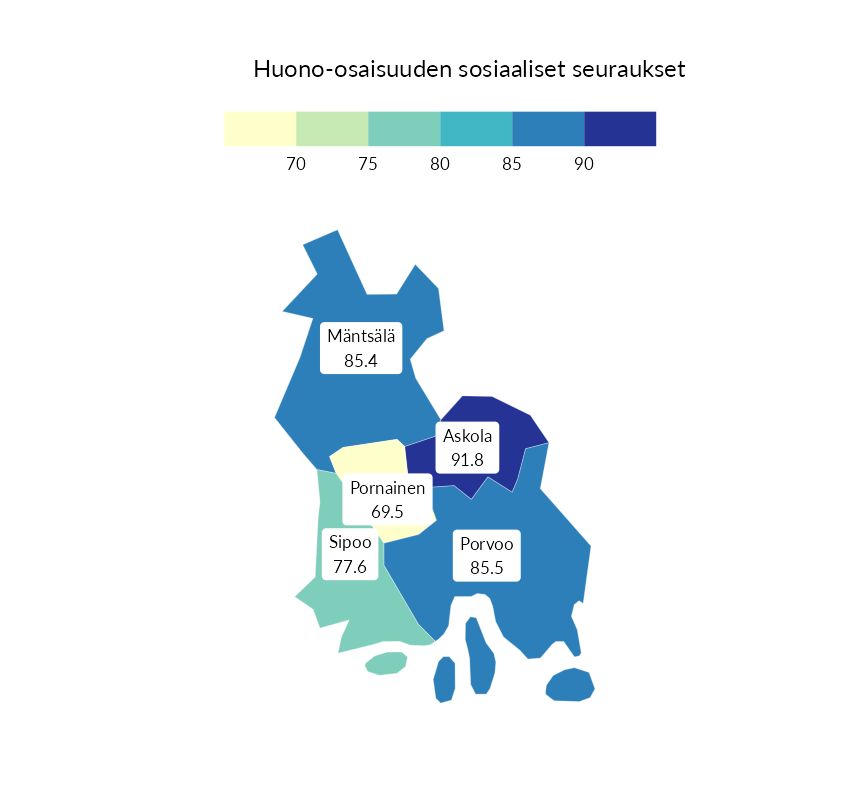 Huono-osaisuuden sosiaaliset seuraukset
70 75 80 85 90
Mäntsälä
85.4
Askola
91.8
Pornainen
69.5
Sipoo
77.6
Porvoo
85.5